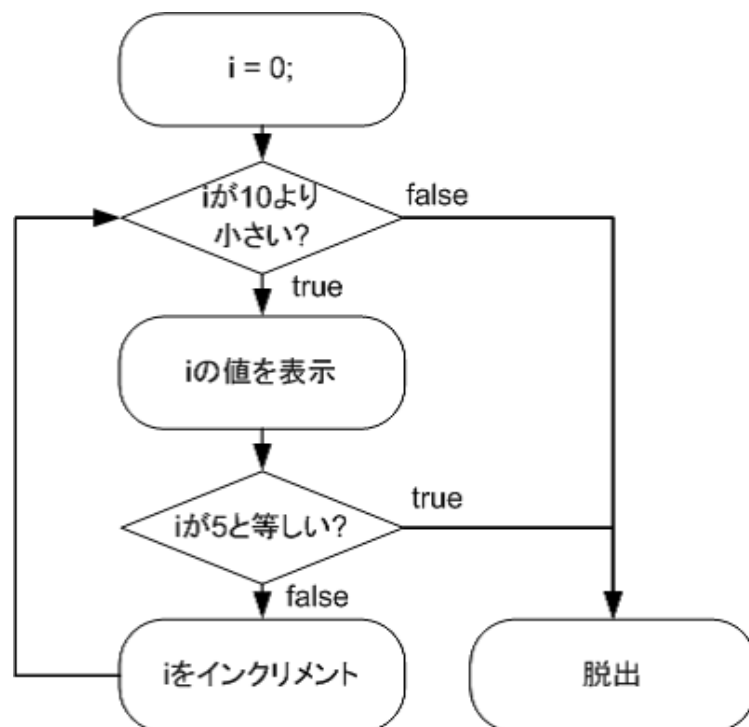 i = 0;
iが10より
小さい?
false
true
iの値を表示
iが5と等しい?
true
false
iをインクリメント
脱出